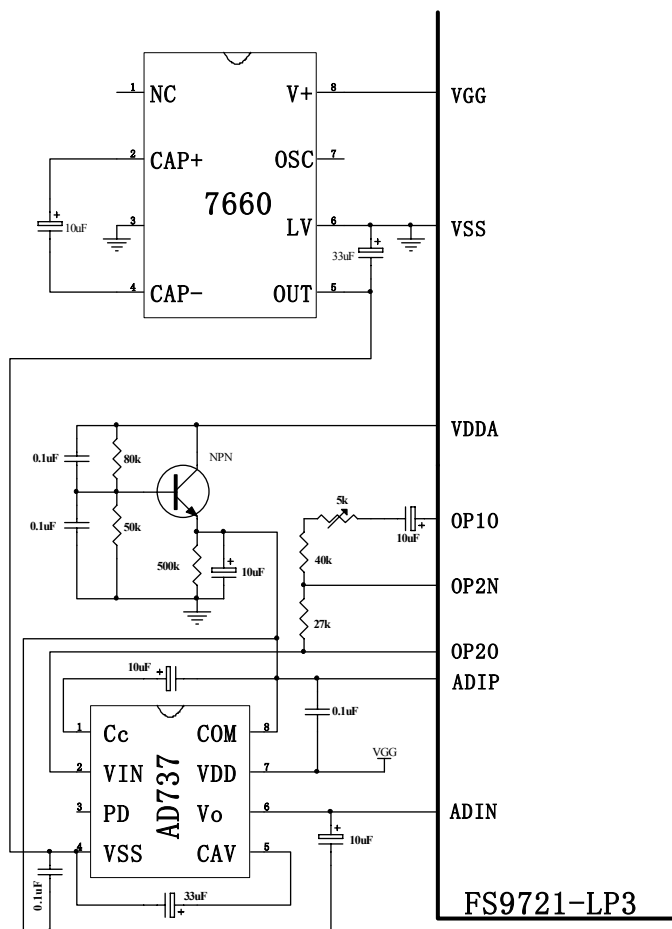 1 NC V+ 8 VGG
2 CAP+ OSC 7
7660
10uF
3 LV 6 VSS
33uF
4 CAP- OUT 5
VDDA
0.1uF 80k NPN
5k
0.1uF 50k OP1O
10uF
500k 10uF 40k
OP2N
27k
OP2O
10uF ADIP
0.1uF
1 Cc COM 8
VGG
2 VIN VDD 7
AD737
3 PD Vo 6 ADIN
10uF
4 VSS CAV 5
0.1uF 33uF
FS9721-LP3
+
+
+
+
+
+
+